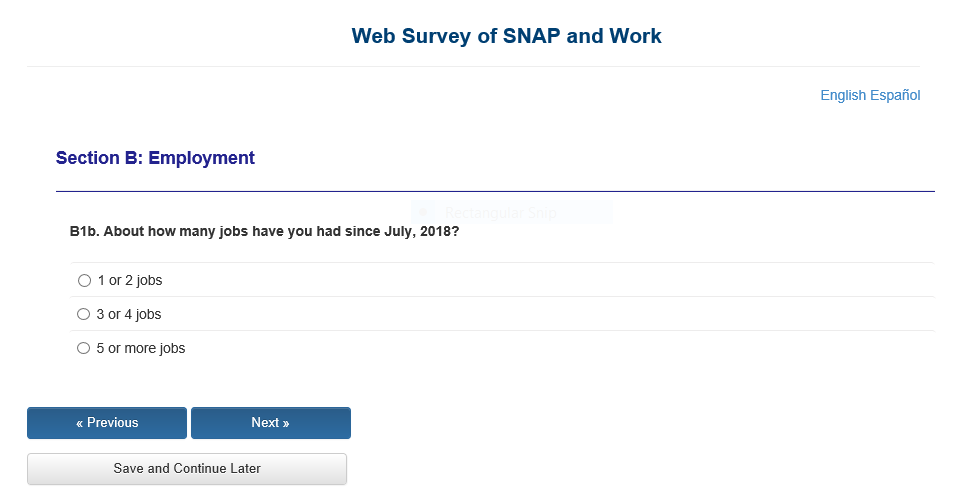 Web Survey of SNAP and Work
English Español
Section B: Employment
Rectangular Snip
B1b. About how many jobs have you had since July, 2018?
1 or 2 jobs
3 or 4 jobs
5 or more jobs
« Previous
Next »
Save and Continue Later